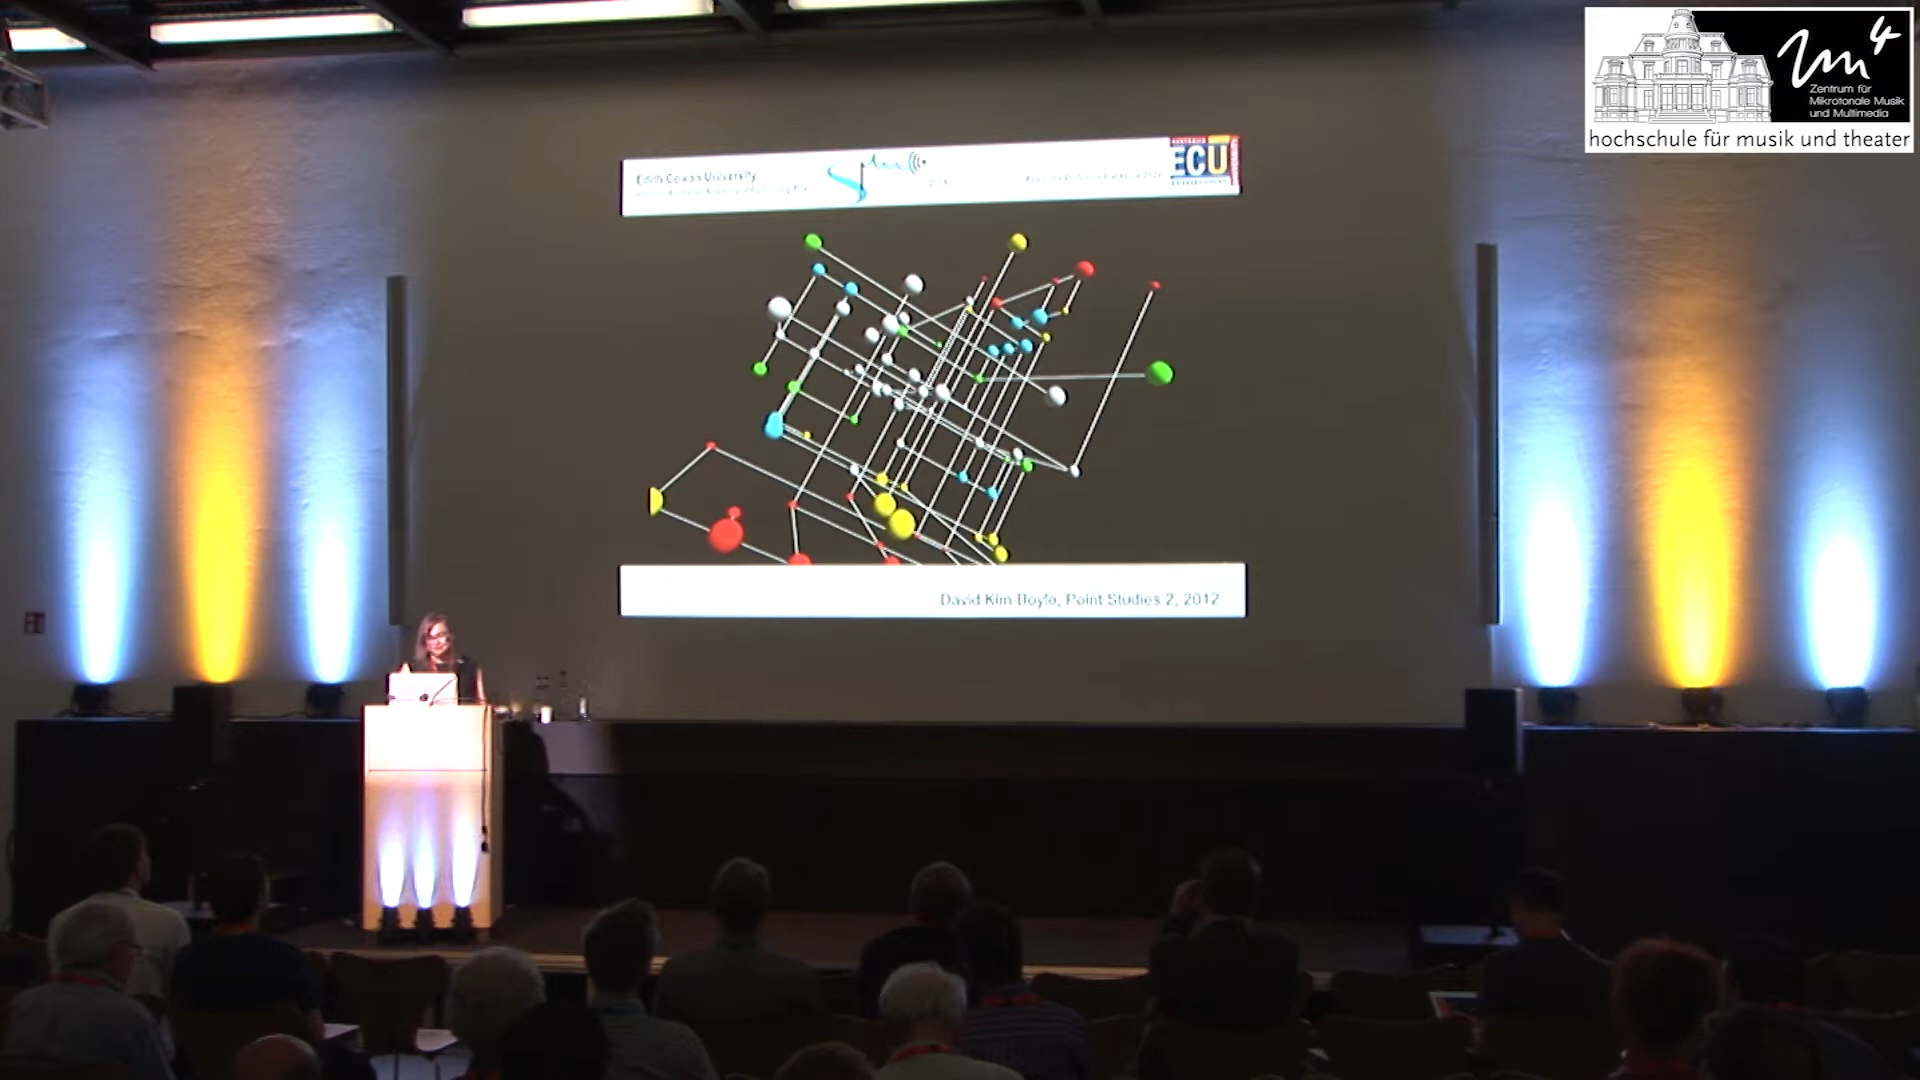 m4
Zentrum für
Mikrotonale Musik
und Multimedia
hochschule für musik und theater
Edith Cowan University
ECU
David Kim Boyle, Point Studies 2, 2012